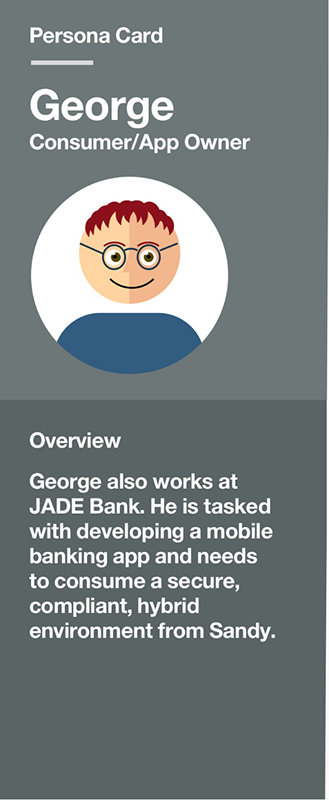 Persona Card
George
Consumer/App Owner
Overview
George also works at
JADE Bank. He is tasked
with developing a mobile
banking app and needs
to consume a secure,
compliant, hybrid
environment from Sandy.